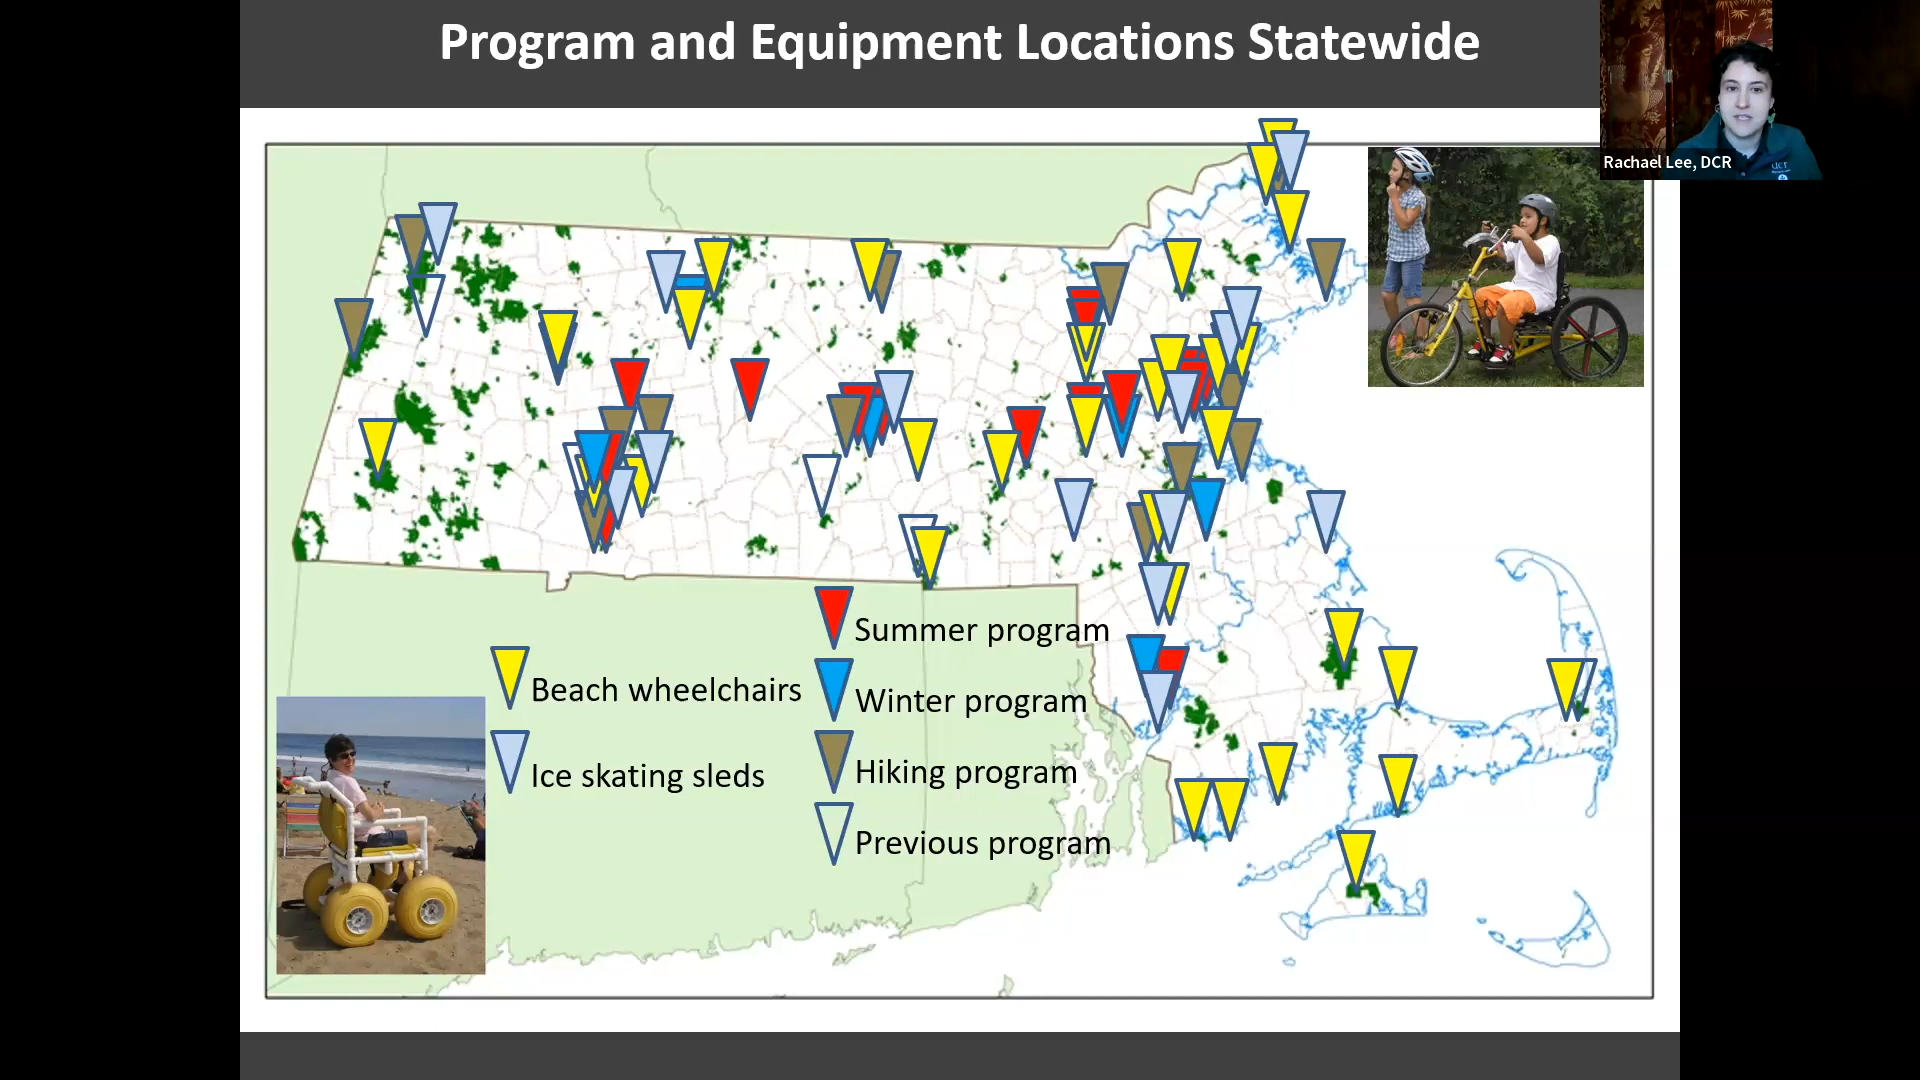 Program and Equipment Locations Statewide
Rachael Lee, DCR
dcr
Summer program
Beach wheelchairs
Winter program
Ice skating sleds
Hiking program
Previous program